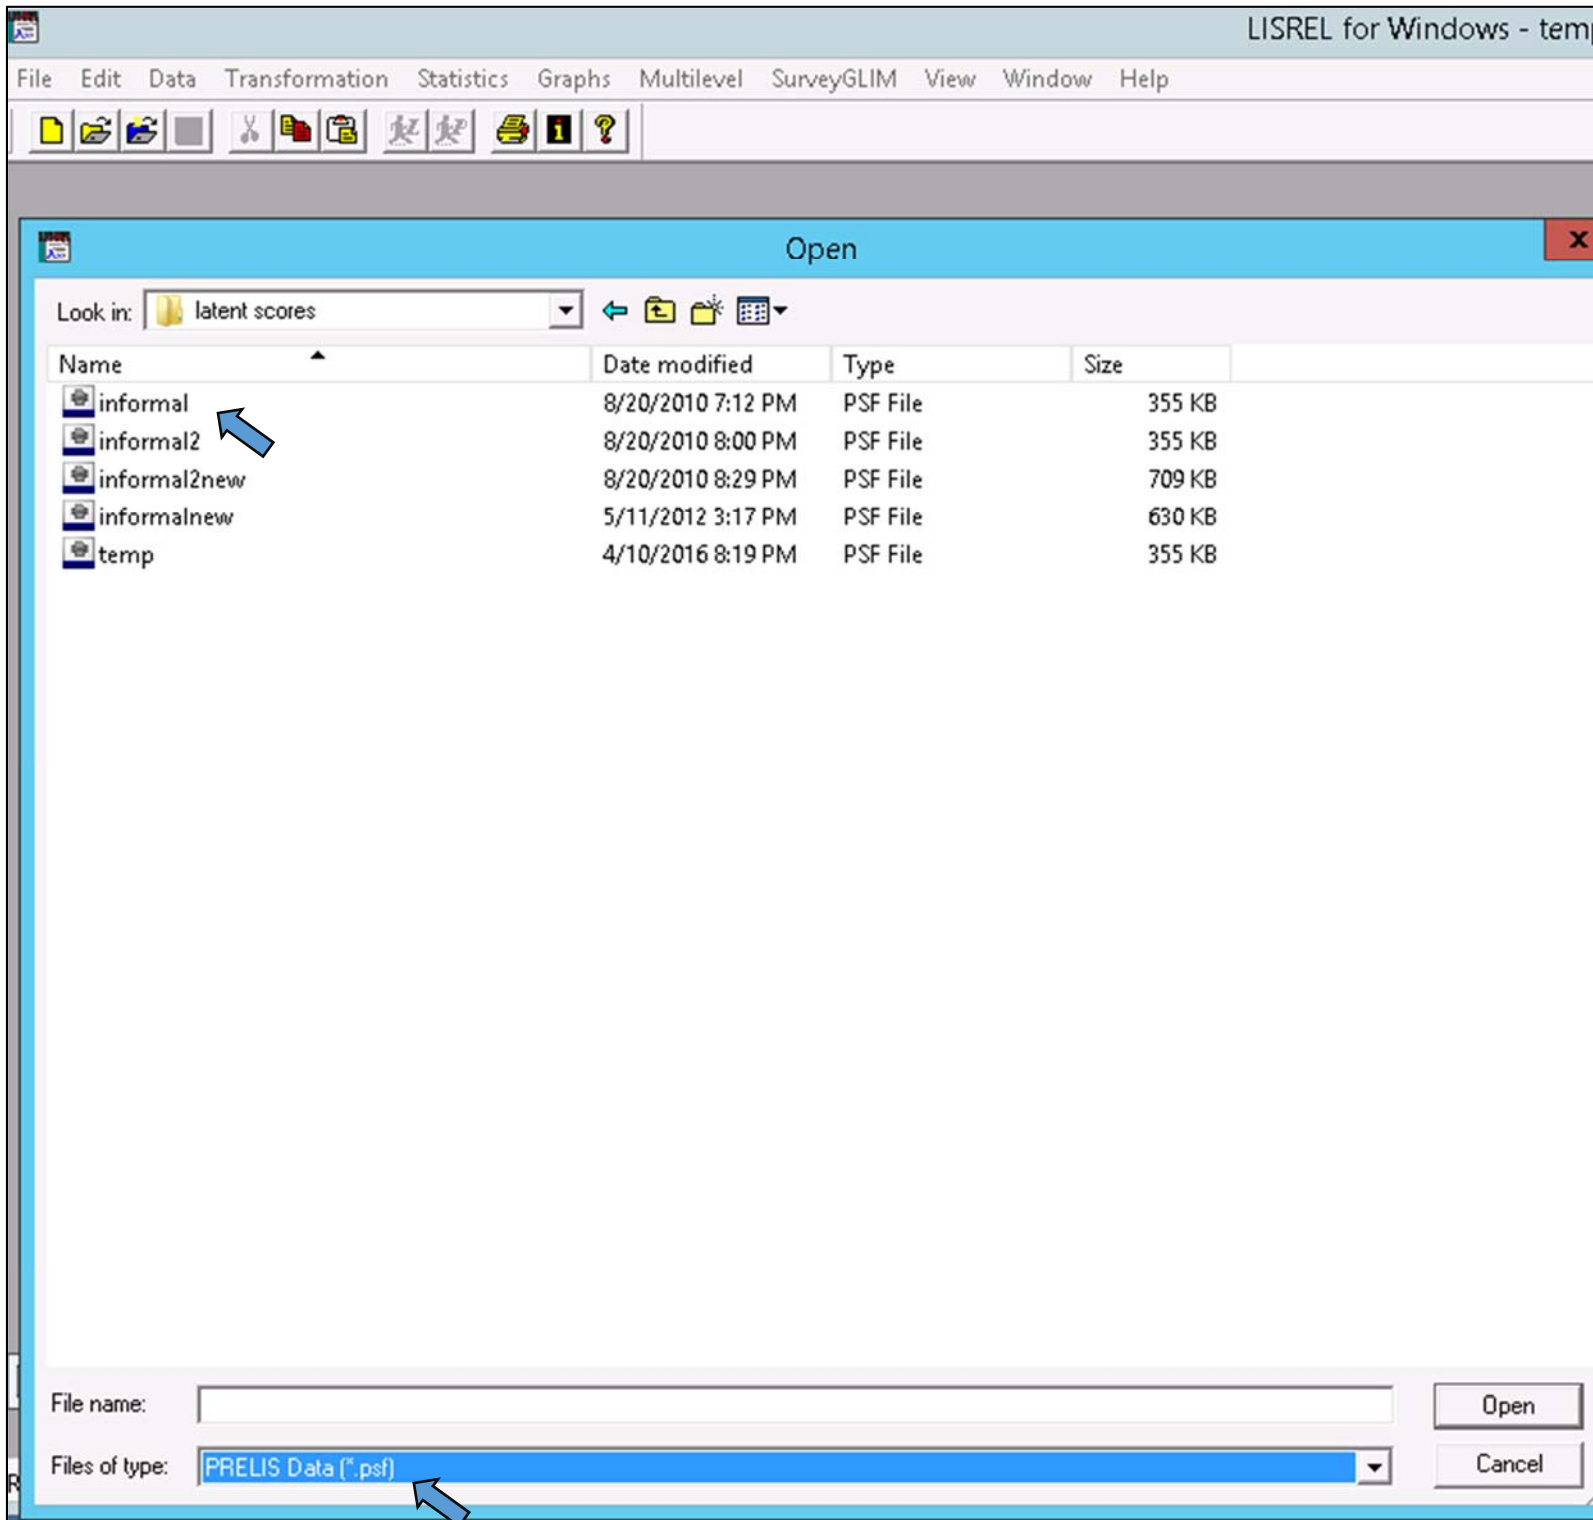 LISREL for Windows - temp
File Edit Data Transformation Statistics Graphs Multilevel SurveyGLIM View Window Help
Open
Look in: latent scores
Name Date modified Type Size
informal 8/20/2010 7:12 PM PSF File 355 KB
informal2 8/20/2010 8:00 PM PSF File 355 KB
informal2new 8/20/2010 8:29 PM PSF File 709 KB
informalnew 5/11/2012 3:17 PM PSF File 630 KB
temp 4/10/2016 8:19 PM PSF File 355 KB
File name: Open
Files of type: PRELIS Data (*.psf) Cancel